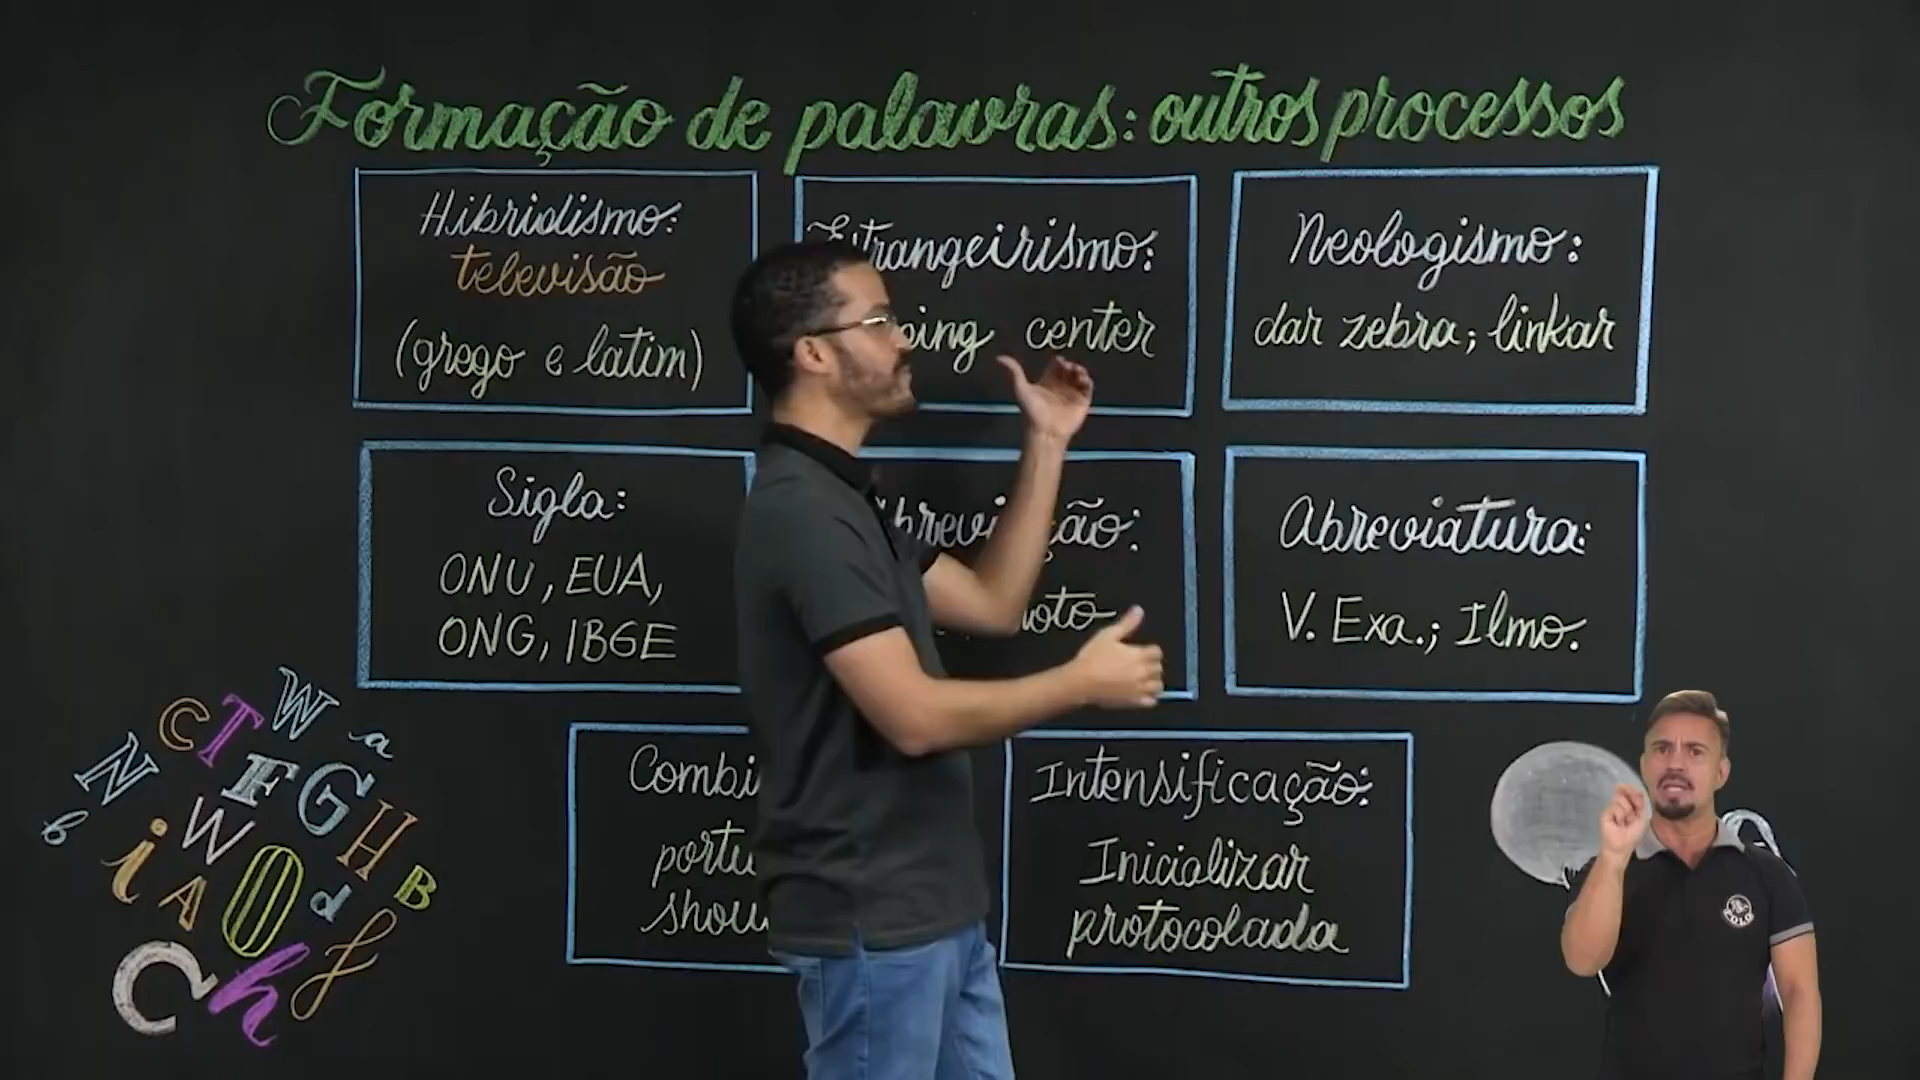 Formação de palavras: outros processos
Hibridismo:
televisão
(grego e latim)
Estrangeirismo:
center
Neologismo:
dar zebra; linkar
Sigla:
ONU, EUA,
ONG, IBGE
Abreviatura:
V. Exa.; Ilmo.
Intensificação:
Inicializar
protocolada
W
a
C
T
N
F
G
b
W
H
i
A
O
d
B
C
h
f
POLO